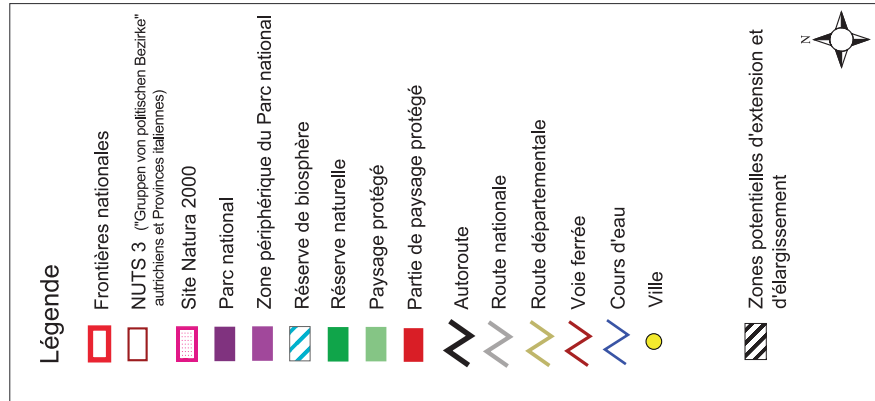 Légende
Frontières nationales
NUTS 3 ("Gruppen von politischen Bezirke"
autrichiens et Provinces italiennes)
Site Natura 2000
Parc national
Zone périphérique du Parc national
Réserve de biosphère
Réserve naturelle
Paysage protégé
Partie de paysage protégé
Autoroute
Route nationale
Route départementale
Voie ferrée
Cours d'eau
Ville
Zones potentielles d'extension et
d'élargissement
N